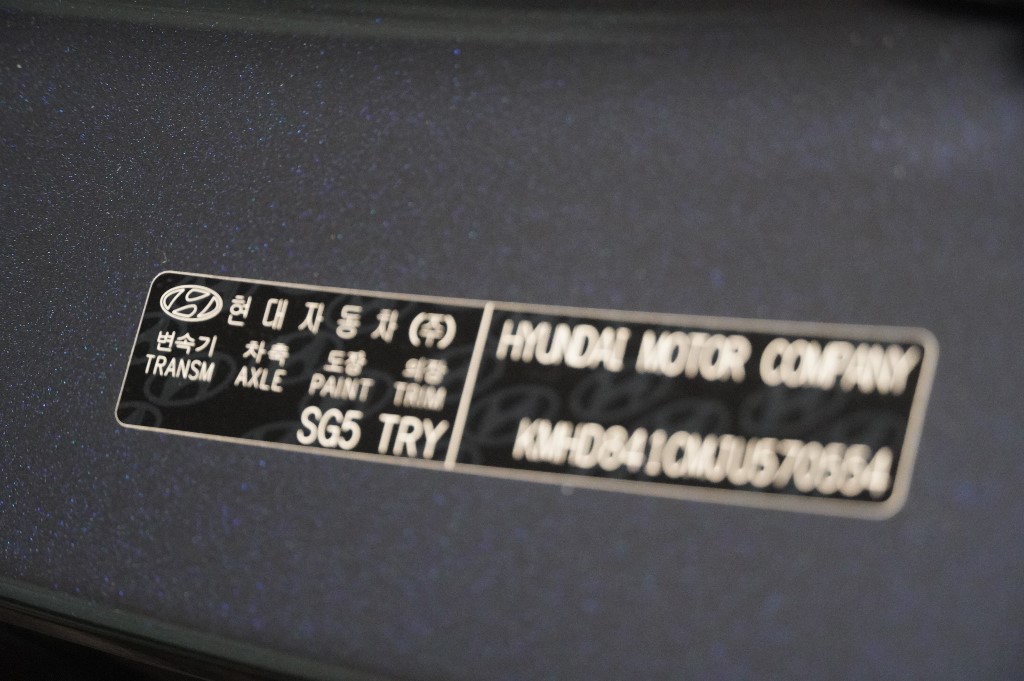 현대자동차(주)
변속기 차축 도장 의장
TRANSM AXLE PAINT TRIM
SG5 TRY
HYUNDAI MOTOR COMPANY
KMHD841CMJU570554